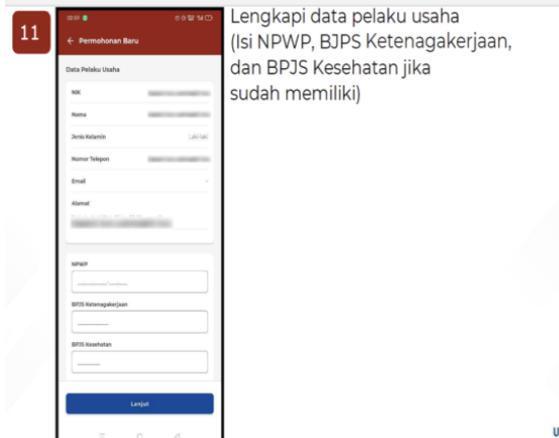 11
Lengkapi data pelaku usaha
(Isi NPWP, BJPS Ketenagakerjaan,
dan BPJS Kesehatan jika
sudah memiliki)
← Permohonan Baru
Data Pelaku Usaha
NIK
Nama
Jenis Kelamin Laki-laki
Nomor Telepon
Email -
Alamat
NPWP
BPJS Ketenagakerjaan
BPJS Kesehatan
Lanjut